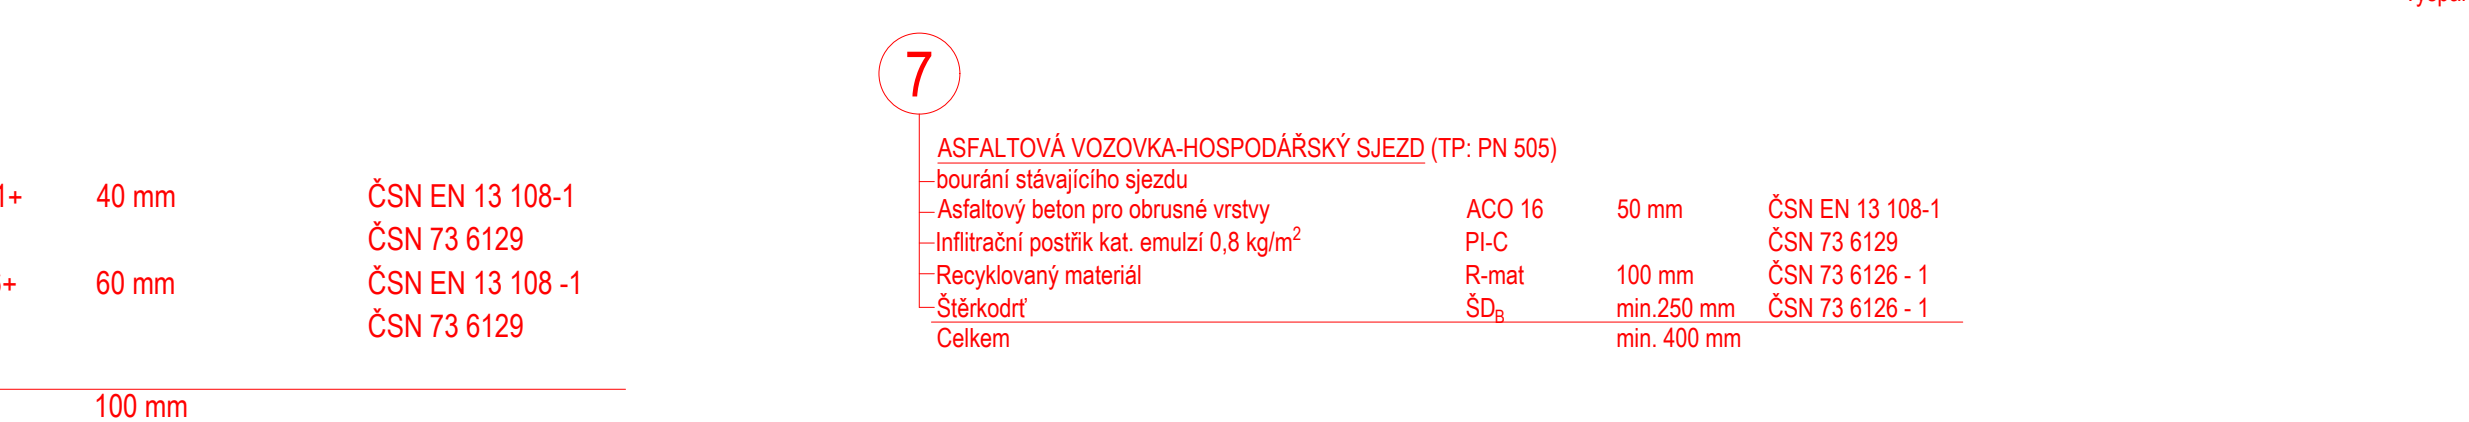 7
ASFALTOVÁ VOZOVKA-HOSPODÁŘSKÝ SJEZD (TP: PN 505)
bourání stávajícího sjezdu
Asfaltový beton pro obrusné vrstvy ACO 16 50 mm ČSN EN 13 108-1
Inflitrační postřik kat. emulzí 0,8 kg/m² PI-C ČSN 73 6129
Recyklovaný materiál R-mat 100 mm ČSN 73 6126 - 1
Štěrkodrť ŠDB min.250 mm ČSN 73 6126 - 1
Celkem min. 400 mm
1+ 40 mm ČSN EN 13 108-1
ČSN 73 6129
+ 60 mm ČSN EN 13 108 -1
ČSN 73 6129
100 mm